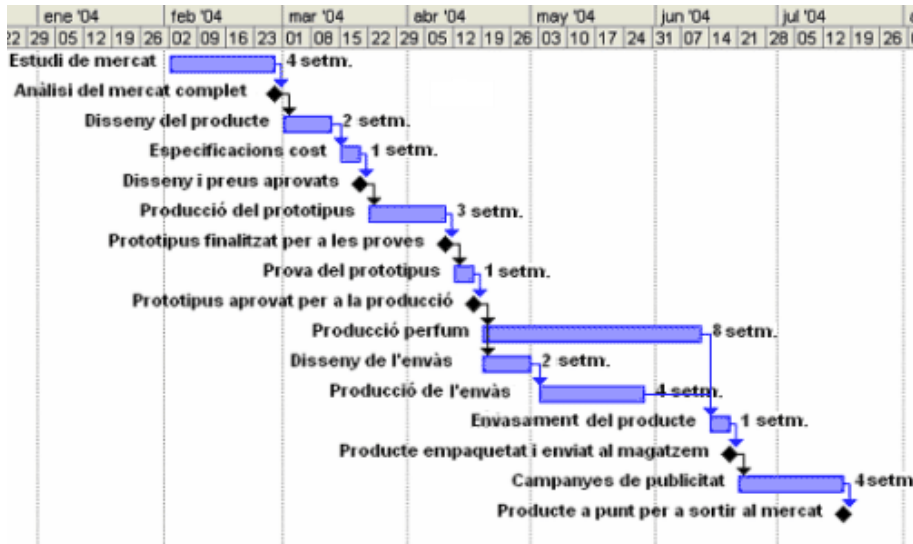 ene '04 feb '04 mar '04 abr '04 may '04 jun '04 jul '04
22 29 05 12 19 26 02 09 16 23 01 08 15 22 29 05 12 19 26 03 10 17 24 31 07 14 21 28 05 12 19 26
Estudi de mercat 4 setm.
Anàlisi del mercat complet
Disseny del producte 2 setm.
Especificacions cost 1 setm.
Disseny i preus aprovats
Producció del prototipus 3 setm.
Prototipus finalitzat per a les proves
Prova del prototipus 1 setm.
Prototipus aprovat per a la producció
Producció perfum 8 setm.
Disseny de l'envàs 2 setm.
Producció de l'envàs 4 setm.
Envasament del producte 1 setm.
Producte empaquetat i enviat al magatzem
Campanyes de publicitat 4 setm
Producte a punt per a sortir al mercat